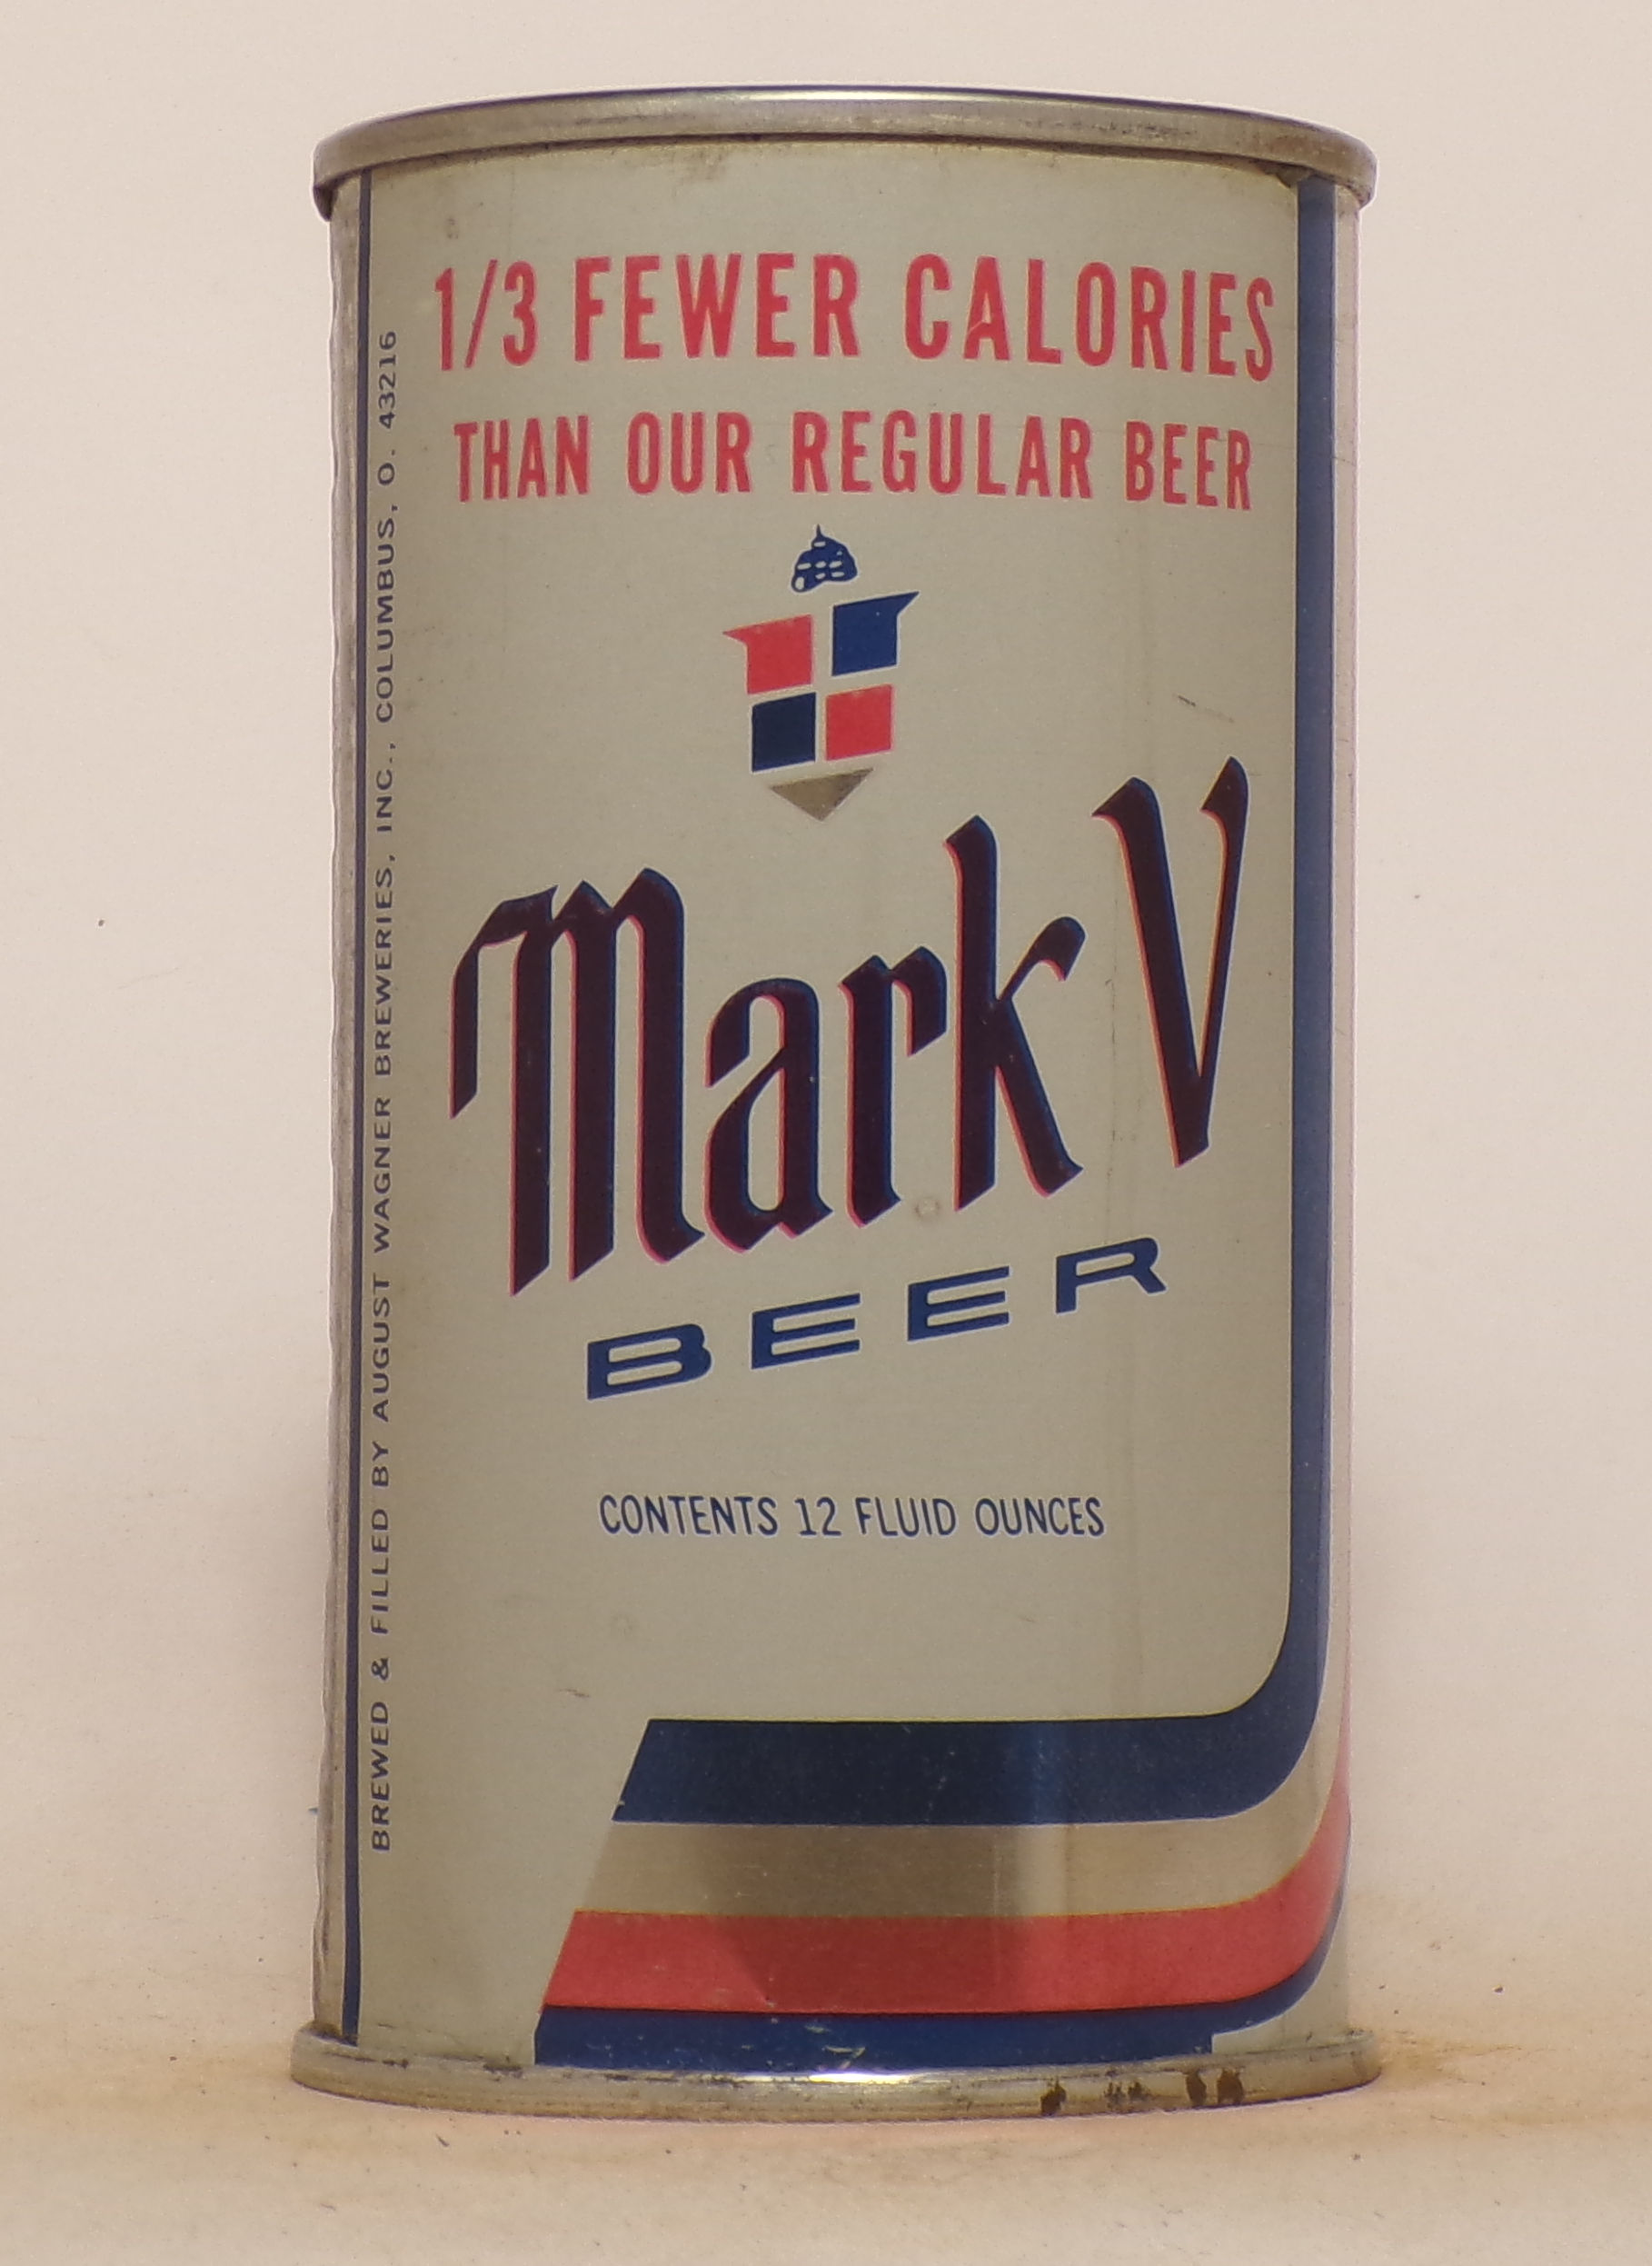 1/3 FEWER CALORIES
THAN OUR REGULAR BEER
Mark V
BEER
CONTENTS 12 FLUID OUNCES
BREWED & FILLED BY AUGUST WAGNER BREWERIES, INC., COLUMBUS, O. 43216